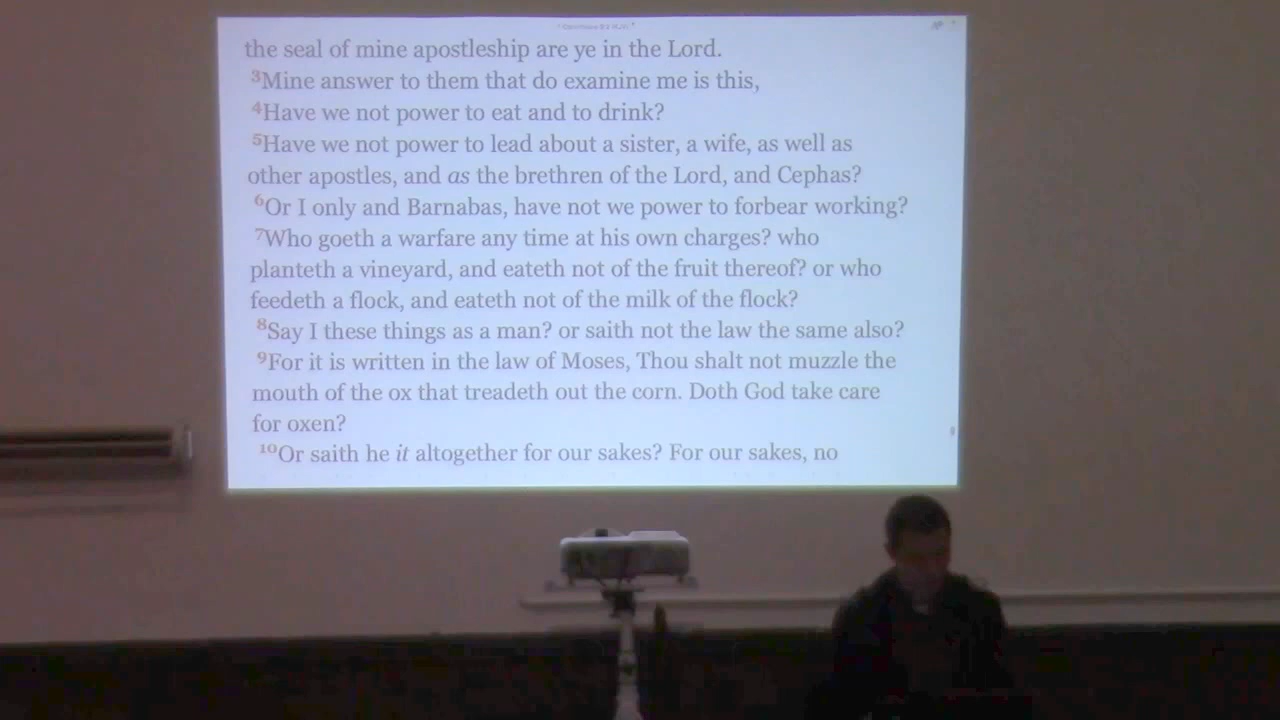 the seal of mine apostleship are ye in the Lord.
3Mine answer to them that do examine me is this,
4Have we not power to eat and to drink?
5Have we not power to lead about a sister, a wife, as well as
other apostles, and as the brethren of the Lord, and Cephas?
6Or I only and Barnabas, have not we power to forbear working?
7Who goeth a warfare any time at his own charges? who
planteth a vineyard, and eateth not of the fruit thereof? or who
feedeth a flock, and eateth not of the milk of the flock?
8Say I these things as a man? or saith not the law the same also?
9For it is written in the law of Moses, Thou shalt not muzzle the
mouth of the ox that treadeth out the corn. Doth God take care
for oxen?
10Or saith he it altogether for our sakes? For our sakes, no